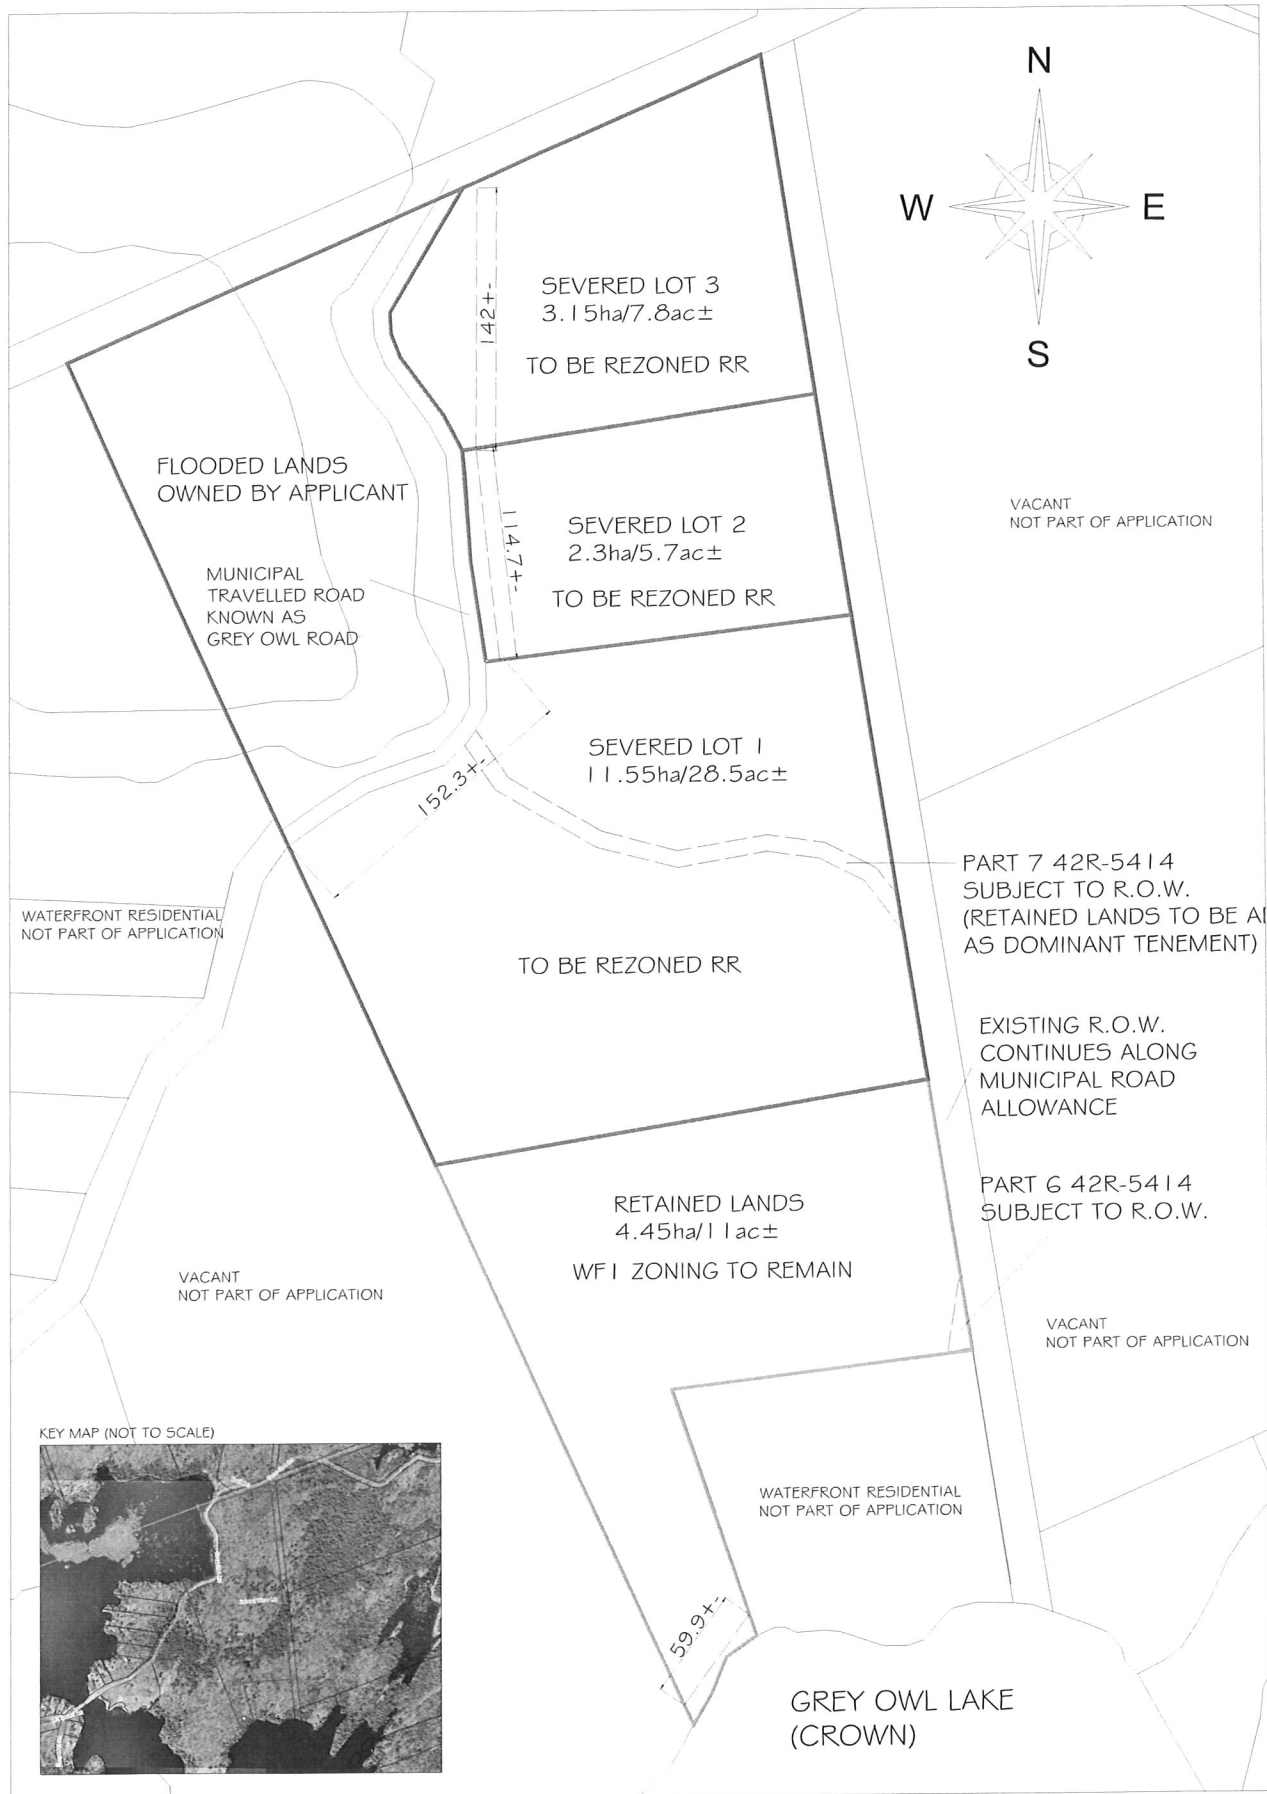 N
W
E
S
SEVERED LOT 3
3.15ha/7.8ac±
TO BE REZONED RR
142+-
FLOODED LANDS
OWNED BY APPLICANT
VACANT
NOT PART OF APPLICATION
114.7+-
SEVERED LOT 2
2.3ha/5.7ac±
TO BE REZONED RR
MUNICIPAL
TRAVELLED ROAD
KNOWN AS
GREY OWL ROAD
SEVERED LOT 1
11.55ha/28.5ac±
152.3+-
PART 7 42R-5414
SUBJECT TO R.O.W.
(RETAINED LANDS TO BE
AS DOMINANT TENEMENT)
WATERFRONT RESIDENTIAL
NOT PART OF APPLICATION
TO BE REZONED RR
EXISTING R.O.W.
CONTINUES ALONG
MUNICIPAL ROAD
ALLOWANCE
PART 6 42R-5414
SUBJECT TO R.O.W.
RETAINED LANDS
4.45ha/11ac±
WF1 ZONING TO REMAIN
VACANT
NOT PART OF APPLICATION
VACANT
NOT PART OF APPLICATION
KEY MAP (NOT TO SCALE)
WATERFRONT RESIDENTIAL
NOT PART OF APPLICATION
59.9+-
GREY OWL LAKE
(CROWN)